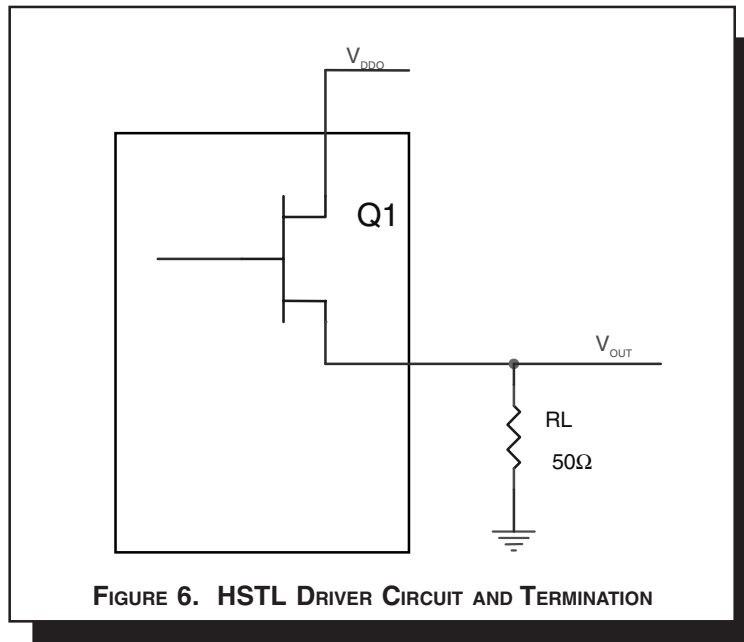 V_DDO
Q1
V_OUT
RL
50Ω
FIGURE 6. HSTL DRIVER CIRCUIT AND TERMINATION